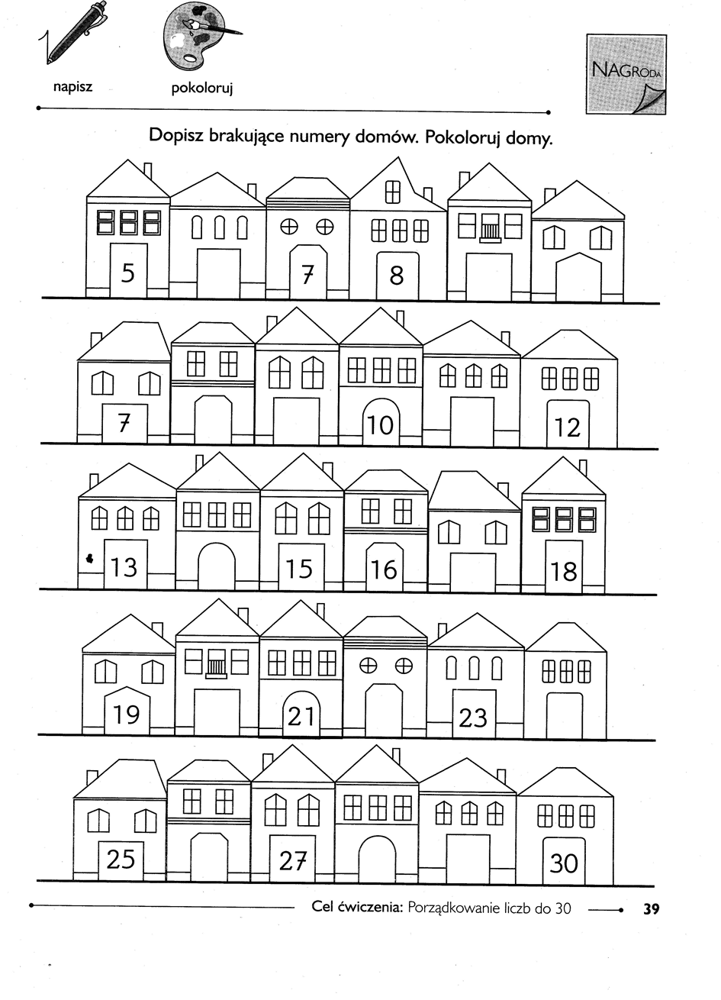 napisz
pokoloruj
NAGRODA
Dopisz brakujące numery domów. Pokoloruj domy.
5 7 8
7 10 12
13 15 16 18
19 21 23
25 27 30
Cel ćwiczenia: Porządkowanie liczb do 30
39